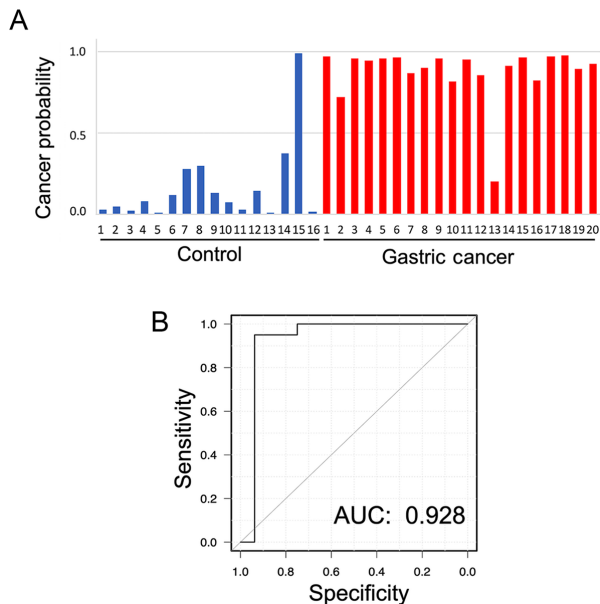 A
Cancer probability
1.0
0.5
0.0
1 2 3 4 5 6 7 8 9 10 11 12 13 14 15 16 1 2 3 4 5 6 7 8 9 10 11 12 13 14 15 16 17 18 19 20
Control Gastric cancer
B
Sensitivity
1.0
0.8
0.6
0.4
0.2
0.0
AUC: 0.928
1.0 0.8 0.6 0.4 0.2 0.0
Specificity